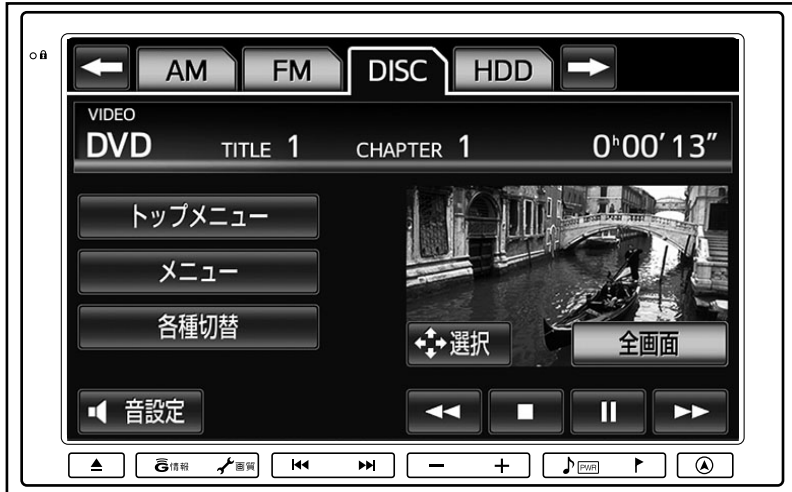 AM FM DISC HDD
VIDEO
DVD TITLE 1 CHAPTER 1 0h00′13″
トップメニュー
メニュー
各種切替
選択 全画面
音設定
G情報 画質 PWR